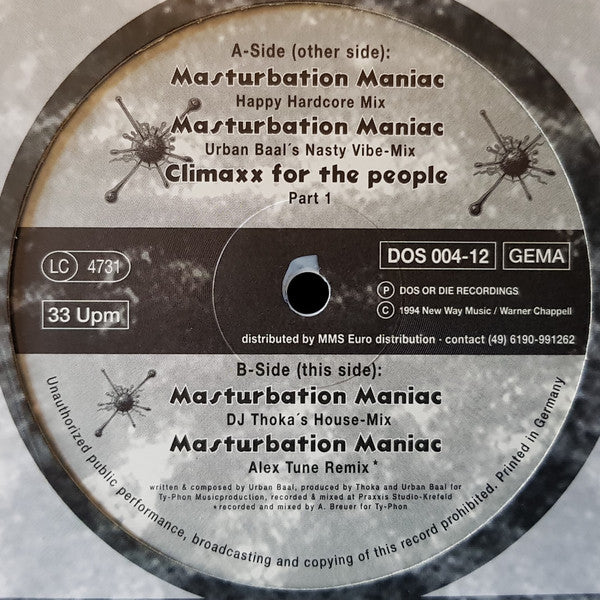 A-Side (other side):
Masturbation Maniac
Happy Hardcore Mix
Masturbation Maniac
Urban Baal´s Nasty Vibe-Mix
Climaxx for the people
Part 1
LC 4731
DOS 004-12 GEMA
33 Upm
P DOS OR DIE RECORDINGS
C 1994 New Way Music / Warner Chappell
distributed by MMS Euro distribution · contact (49) 6190-991262
B-Side (this side):
Masturbation Maniac
DJ Thoka´s House-Mix
Masturbation Maniac
Alex Tune Remix *
written & composed by Urban Baal, produced by Thoka and Urban Baal for
Ty-Phon Musicproduction, recorded & mixed at Praxxis Studio-Krefeld
* recorded and mixed by A. Breuer for Ty-Phon
Unauthorized public performance, broadcasting and copying of this record prohibited. Printed in Germany